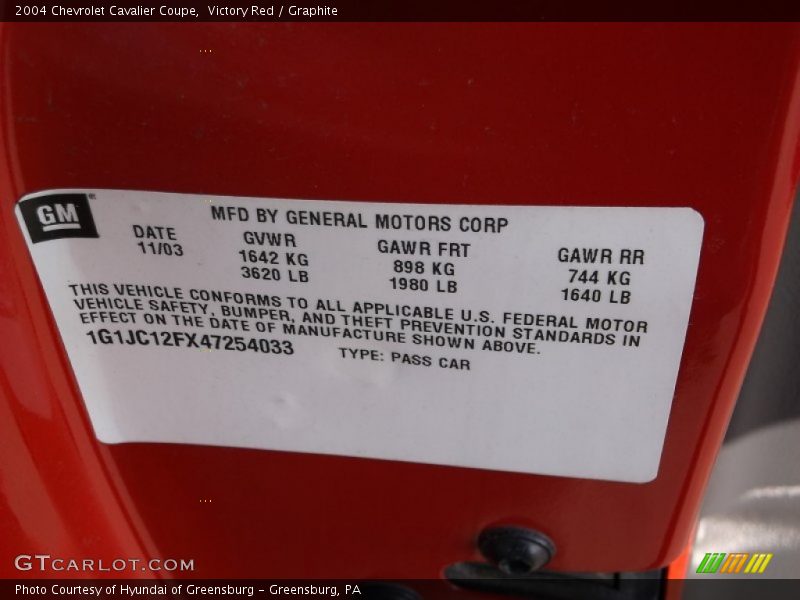 2004 Chevrolet Cavalier Coupe,  Victory Red / Graphite
GM
MFD BY GENERAL MOTORS CORP
DATE GVWR GAWR FRT GAWR RR
11/03 1642 KG 898 KG 744 KG
3620 LB 1980 LB 1640 LB
THIS VEHICLE CONFORMS TO ALL APPLICABLE U.S. FEDERAL MOTOR
VEHICLE SAFETY, BUMPER, AND THEFT PREVENTION STANDARDS IN
EFFECT ON THE DATE OF MANUFACTURE SHOWN ABOVE.
1G1JC12FX47254033 TYPE: PASS CAR
GTCARLOT.COM
Photo Courtesy of Hyundai of Greensburg - Greensburg, PA